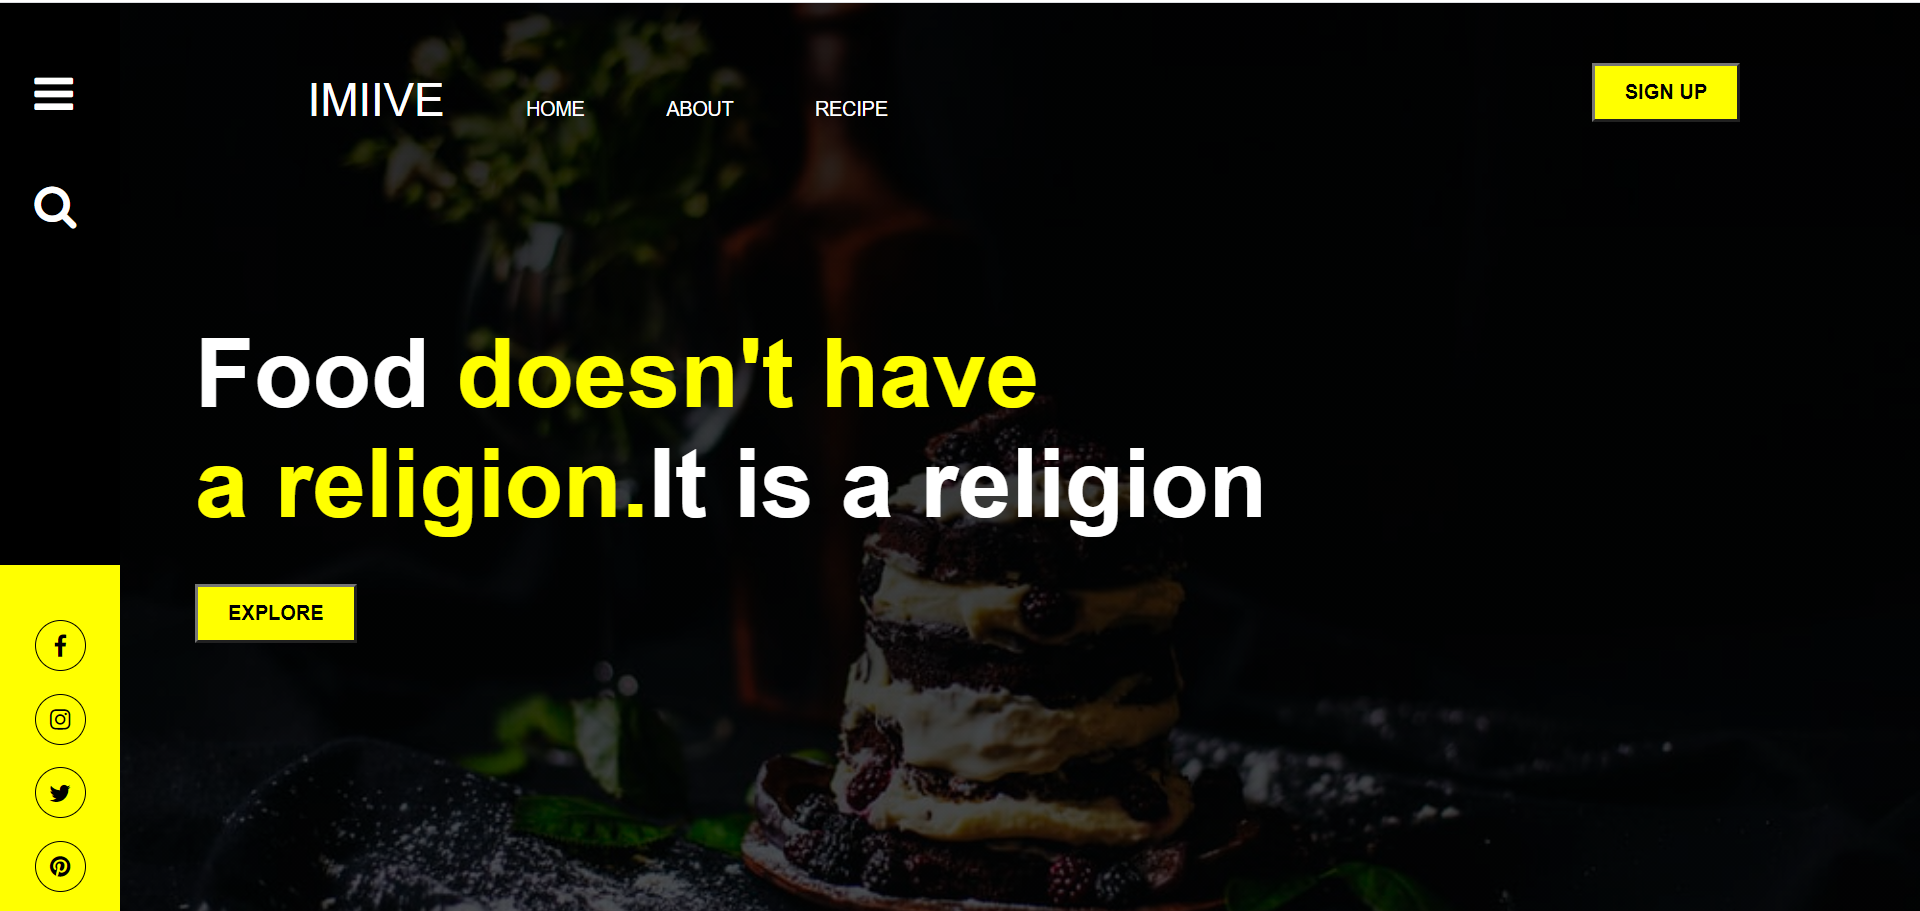 IMIIVE HOME ABOUT RECIPE SIGN UP
Food doesn't have
a religion.It is a religion
EXPLORE